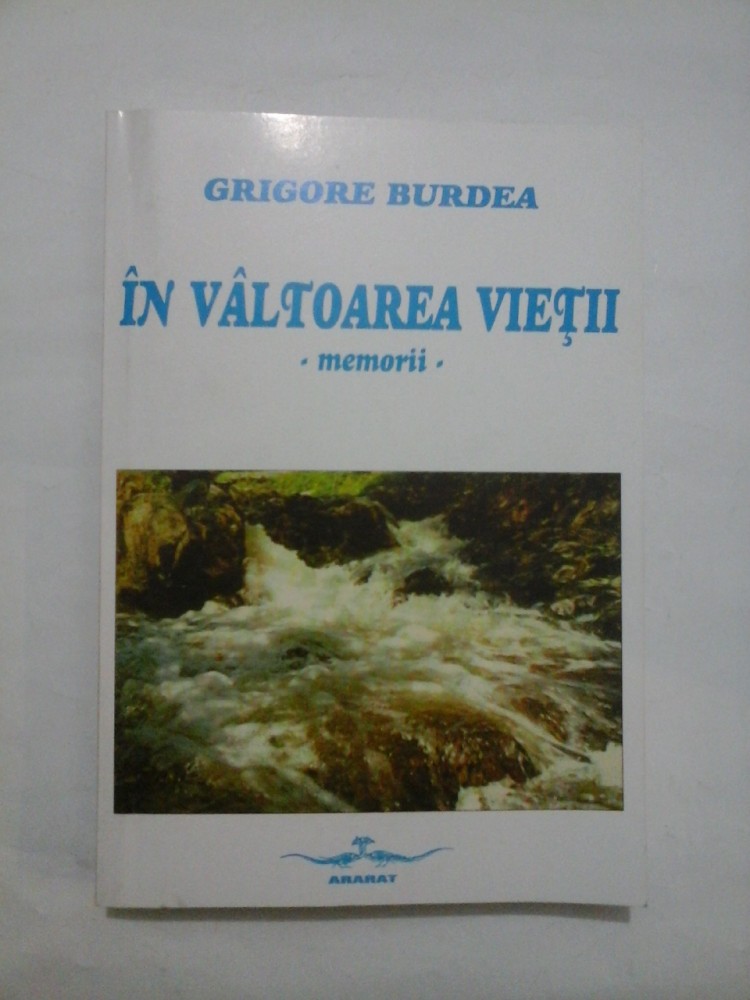 GRIGORE BURDEA
ÎN VÂLTOAREA VIEŢII
- memorii -
ARARAT